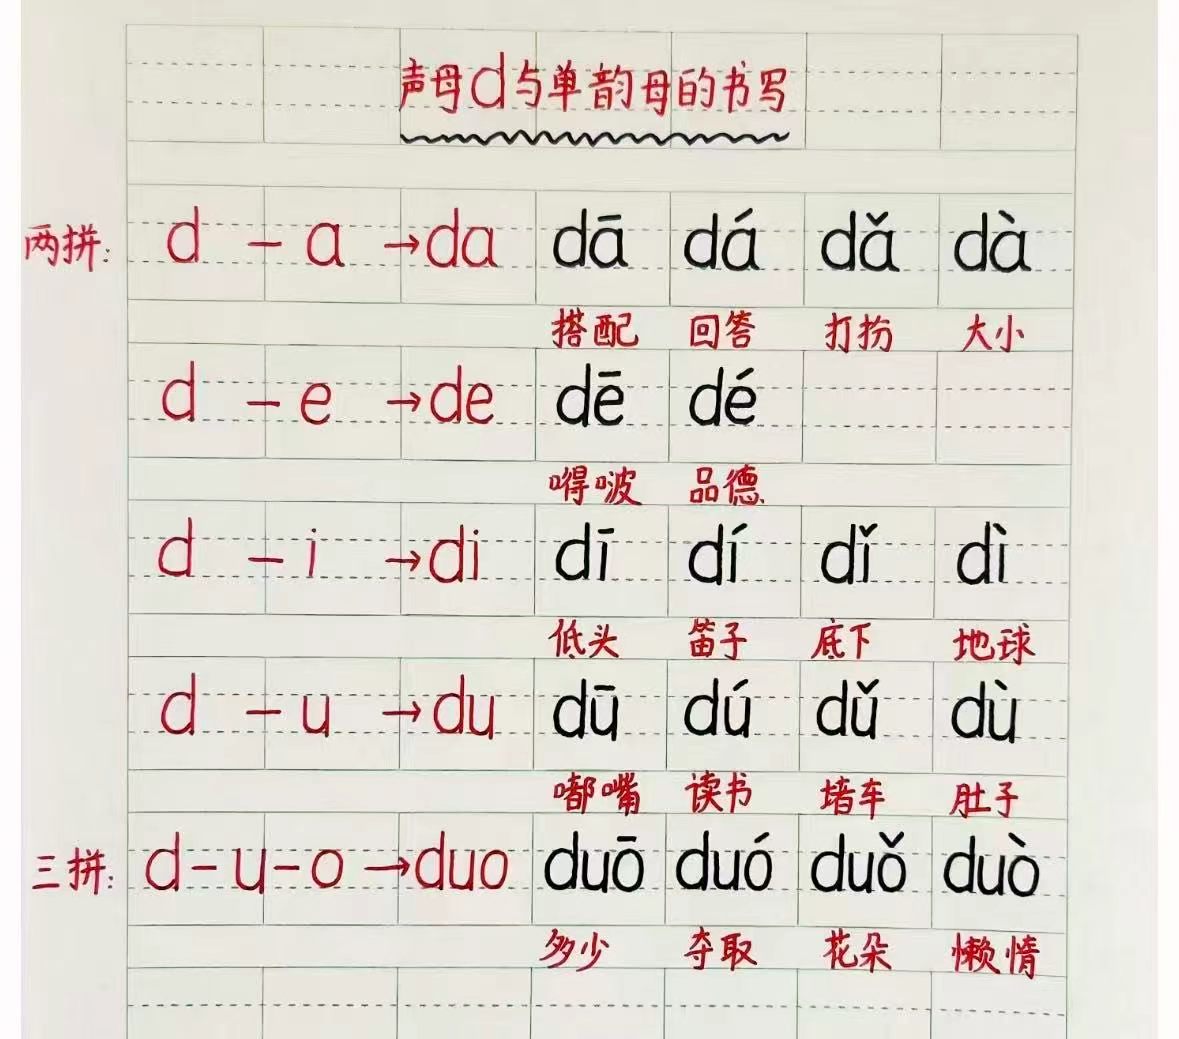 声母d与单韵母的书写
两拼: d - a → da dā dá dǎ dà
搭配 回答 打扮 大小
d - e → de dē dé
嘚啵 品德
d - i → di dī dí dǐ dì
低头 笛子 底下 地球
d - u → du dū dú dǔ dù
嘟嘴 读书 堵车 肚子
三拼: d - u - o → duo duō duó duǒ duò
多少 夺取 花朵 懒惰